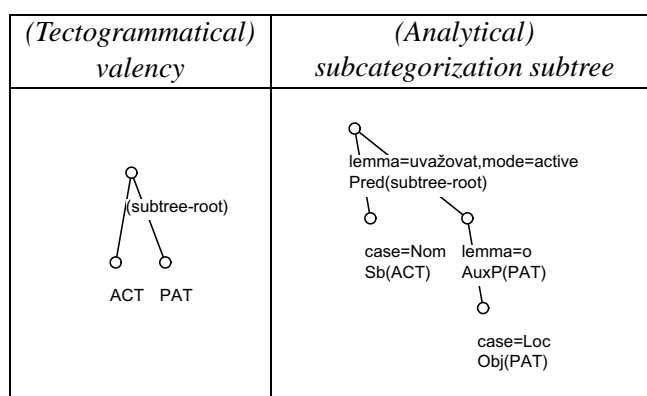 (Tectogrammatical)
valency
(Analytical)
subcategorization subtree
(subtree-root)
ACT PAT
lemma=uvažovat,mode=active
Pred(subtree-root)
case=Nom
Sb(ACT)
lemma=o
AuxP(PAT)
case=Loc
Obj(PAT)